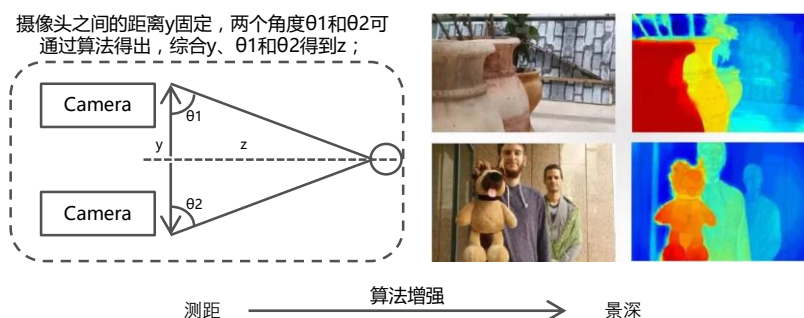 摄像头之间的距离y固定，两个角度θ1和θ2可
通过算法得出，综合y、θ1和θ2得到z；
Camera
θ1
y
z
Camera
θ2
算法增强
测距
景深